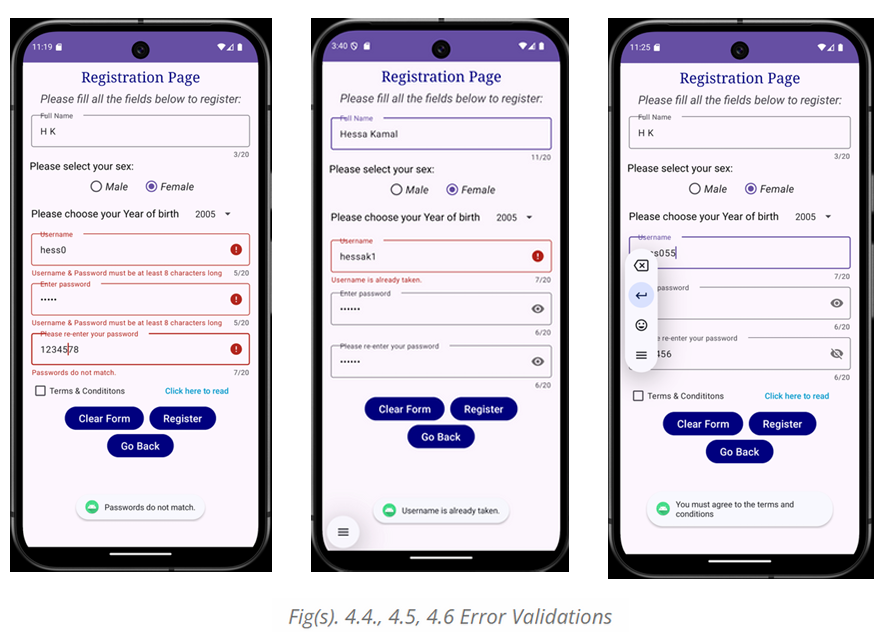 11:19
Registration Page
Please fill all the fields below to register:
Full Name
H K
3/20
Please select your sex:
Male Female
Please choose your Year of birth 2005
Username
hess0
Username & Password must be at least 8 characters long 5/20
Enter password
•••••
Username & Password must be at least 8 characters long 5/20
Please re-enter your password
1234578
Passwords do not match. 7/20
Terms & Condititons Click here to read
Clear Form Register
Go Back
Passwords do not match.
3:40
Registration Page
Please fill all the fields below to register:
Full Name
Hessa Kamal
11/20
Please select your sex:
Male Female
Please choose your Year of birth 2005
Username
hessak1
Username is already taken. 7/20
Enter password
••••••
6/20
Please re-enter your password
••••••
6/20
Clear Form Register
Go Back
Username is already taken.
11:25
Registration Page
Please fill all the fields below to register:
Full Name
H K
3/20
Please select your sex:
Male Female
Please choose your Year of birth 2005
Username
s055
7/20
password
6/20
re-enter your password
456
6/20
Terms & Condititons Click here to read
Clear Form Register
Go Back
You must agree to the terms and
conditions
Fig(s). 4.4., 4.5, 4.6 Error Validations